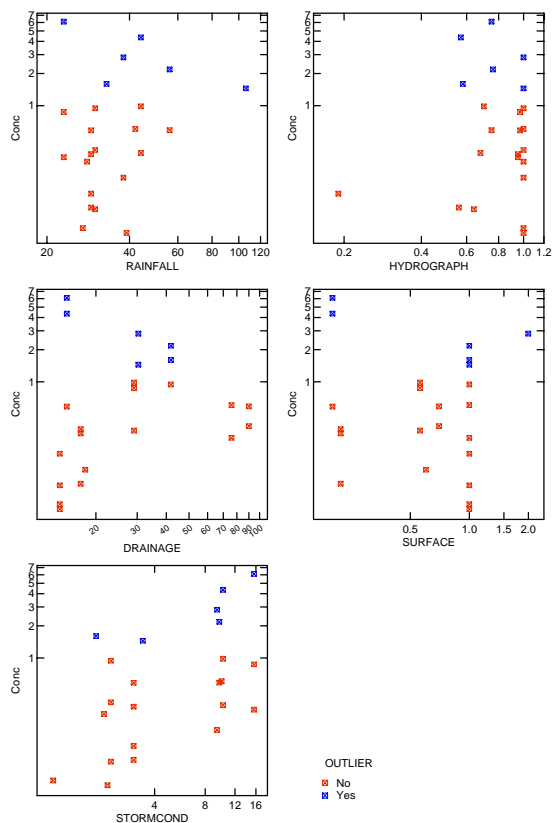 7
6
5
4
3
2
1
Conc
20 40 60 80 100 120
RAINFALL
7
6
5
4
3
2
1
Conc
0.2 0.4 0.6 0.8 1.0 1.2
HYDROGRAPH
7
6
5
4
3
2
1
Conc
20 30 40 50 60 70 80 90 100
DRAINAGE
7
6
5
4
3
2
1
Conc
0.5 1.0 1.5 2.0
SURFACE
7
6
5
4
3
2
1
Conc
4 8 12 16
STORMCOND
OUTLIER
No
Yes